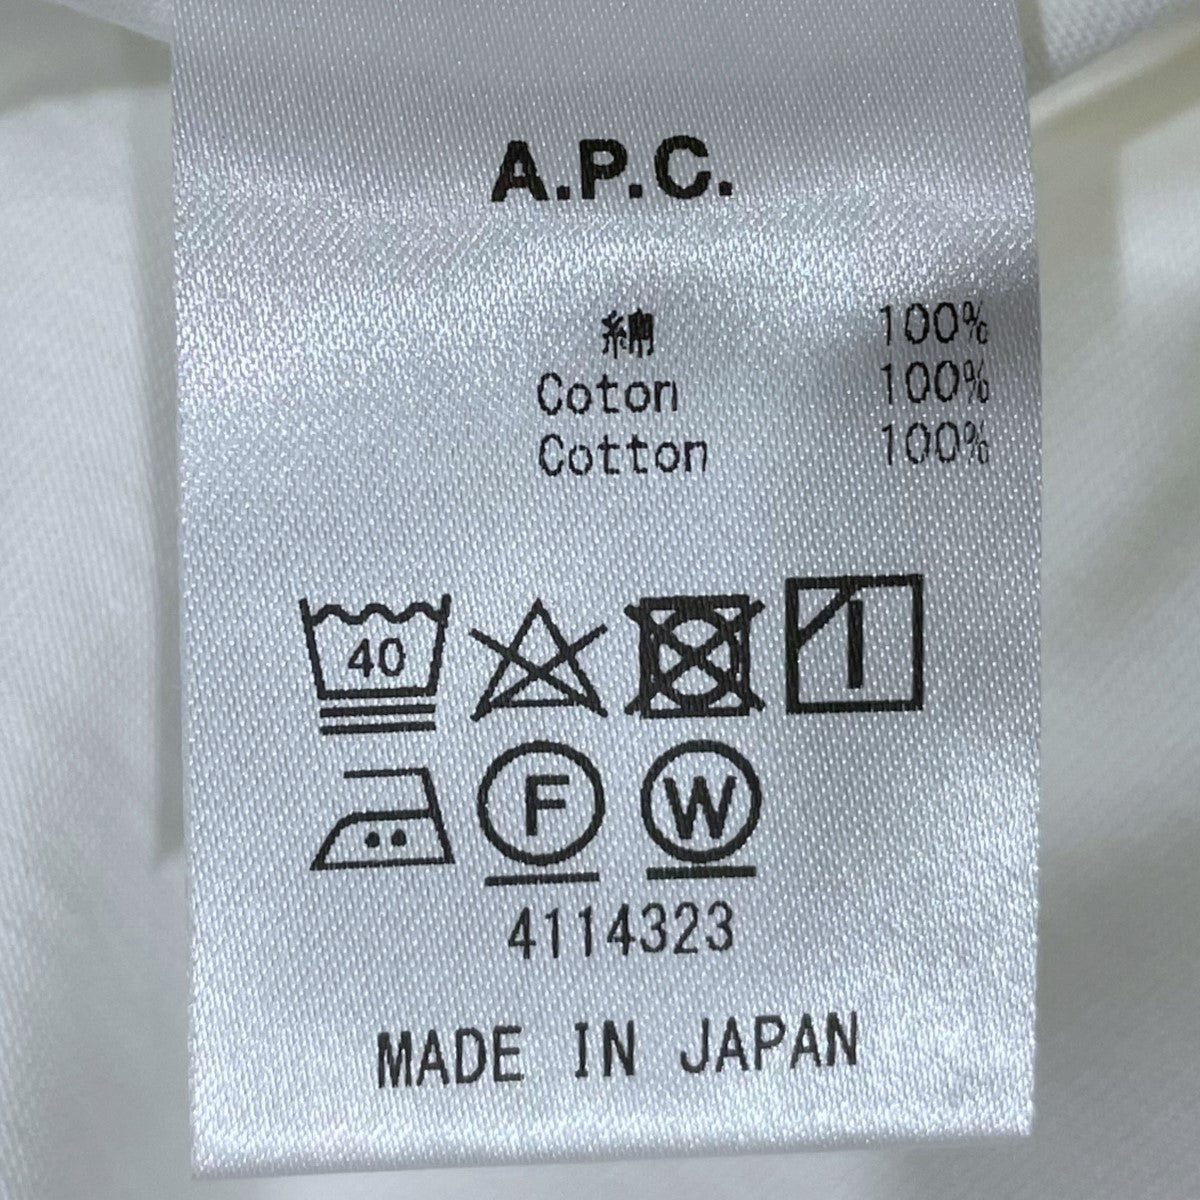 A.P.C.
綿 100%
Coton 100%
Cotton 100%
40
F W
4114323
MADE IN JAPAN